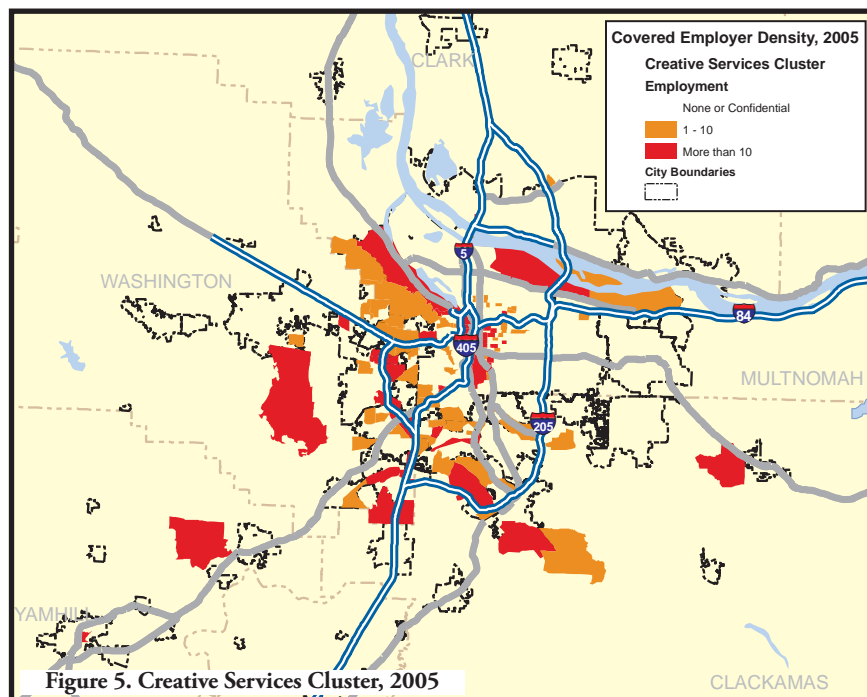 Covered Employer Density, 2005
Creative Services Cluster
Employment
None or Confidential
1 - 10
More than 10
City Boundaries
CLARK
5
WASHINGTON
84
405
MULTNOMAH
205
YAMHILL
CLACKAMAS
Figure 5. Creative Services Cluster, 2005